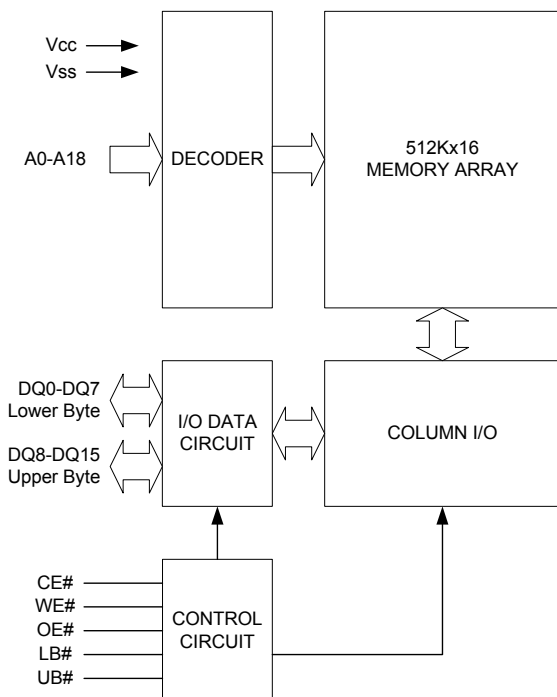 Vcc
Vss
A0-A18
DECODER
512Kx16
MEMORY ARRAY
DQ0-DQ7
Lower Byte
DQ8-DQ15
Upper Byte
I/O DATA
CIRCUIT
COLUMN I/O
CE#
WE#
OE#
LB#
UB#
CONTROL
CIRCUIT